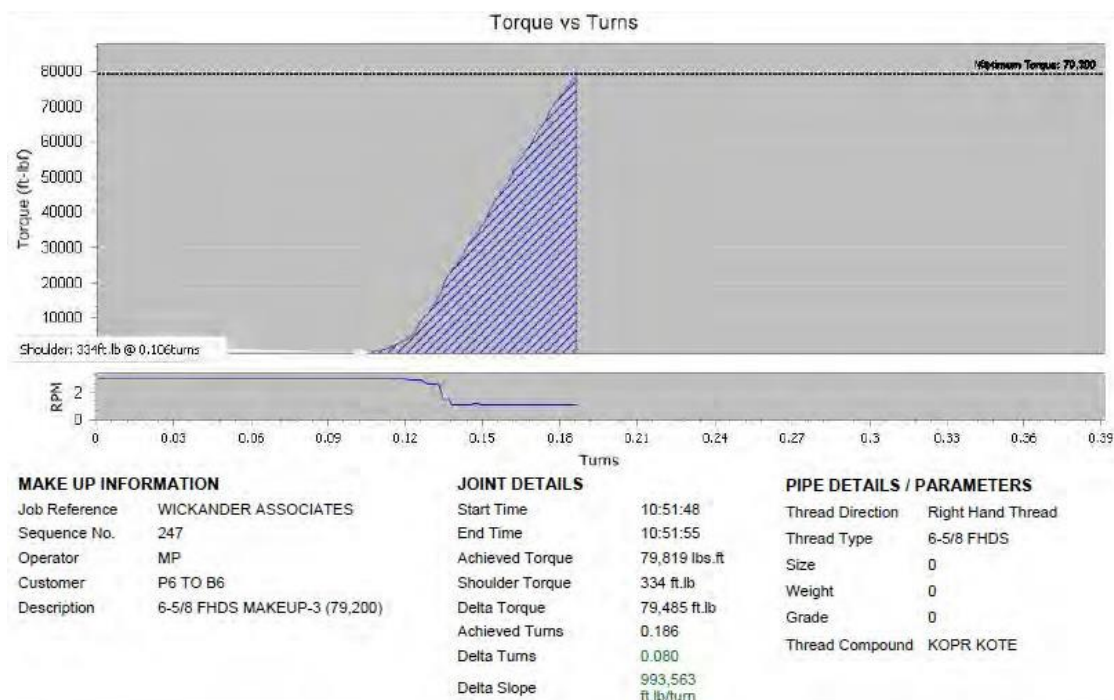 Torque vs Turns
Maximum Torque: 79,200
80000
70000
60000
50000
40000
30000
20000
10000
Torque (ft-lbf)
Shoulder: 334ft.lb @ 0.106turns
RPM
2
0
0 0.03 0.06 0.09 0.12 0.15 0.18 0.21 0.24 0.27 0.3 0.33 0.36 0.39
Turns
MAKE UP INFORMATION
Job Reference WICKANDER ASSOCIATES
Sequence No. 247
Operator MP
Customer P6 TO B6
Description 6-5/8 FHDS MAKEUP-3 (79,200)
JOINT DETAILS
Start Time 10:51:48
End Time 10:51:55
Achieved Torque 79,819 lbs.ft
Shoulder Torque 334 ft.lb
Delta Torque 79,485 ft.lb
Achieved Turns 0.186
Delta Turns 0.080
Delta Slope 993,563
ft.lb/turn
PIPE DETAILS / PARAMETERS
Thread Direction Right Hand Thread
Thread Type 6-5/8 FHDS
Size 0
Weight 0
Grade 0
Thread Compound KOPR KOTE